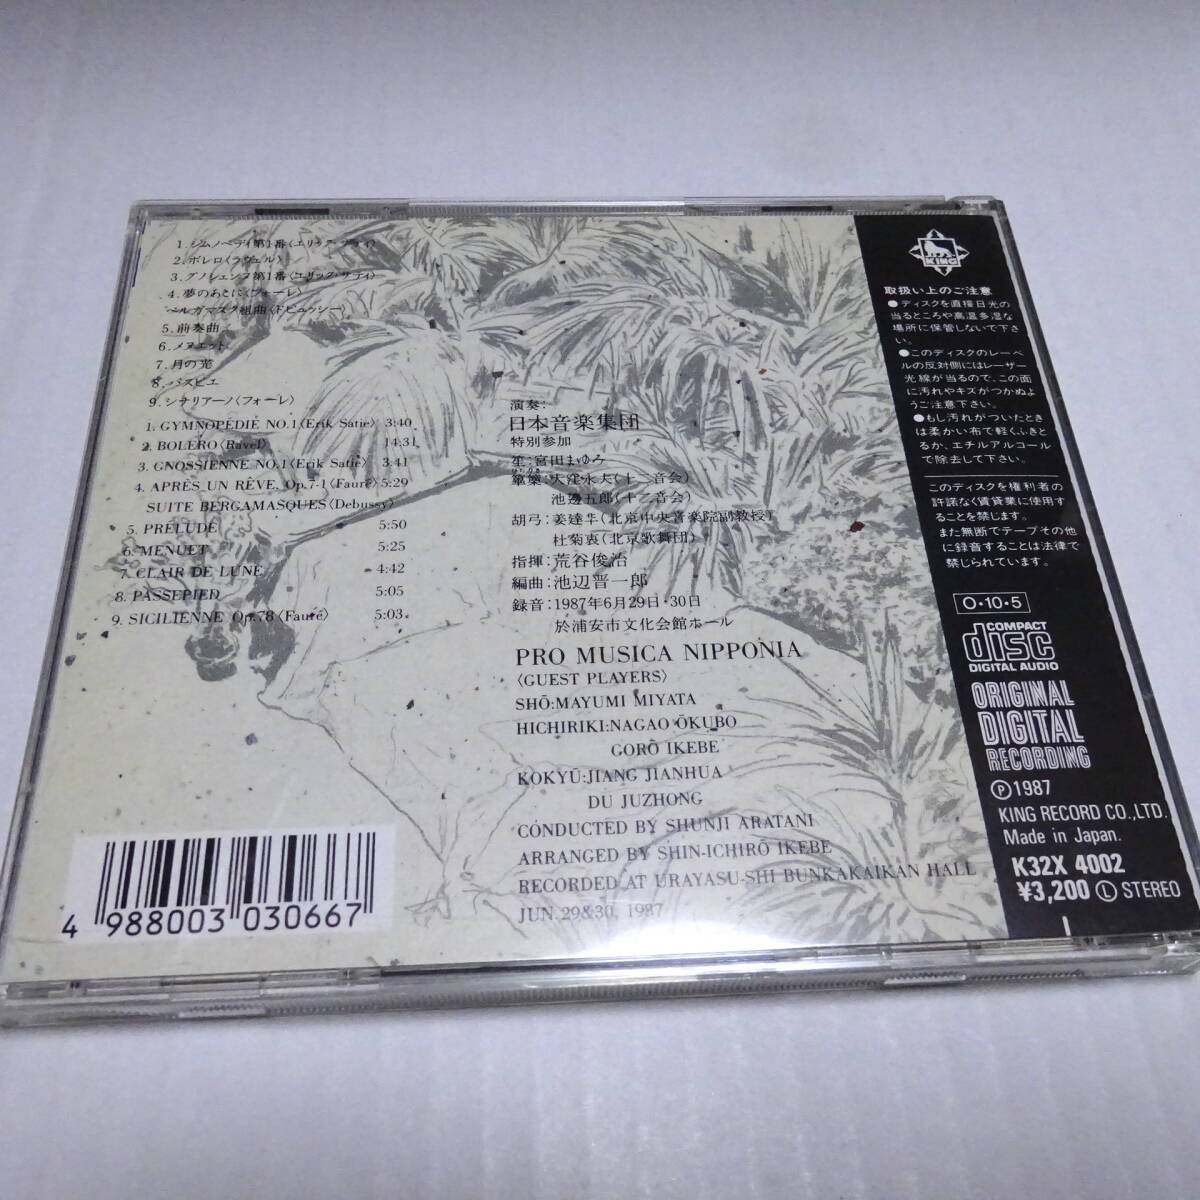 1. ジムノペディ第1番〈エリック・サティ〉
2. ボレロ〈ラヴェル〉
3. グノシェンヌ第1番〈エリック・サティ〉
4. 夢のあとに〈フォーレ〉
ベルガマスク組曲〈ドビュッシー〉
5. 前奏曲
6. メヌエット
7. 月の光
8. パスピエ
9. シチリアーノ〈フォーレ〉
1. GYMNOPÉDIE NO.1〈Erik Satie〉 3:40
2. BOLERO〈Ravel〉 14:31
3. GNOSSIENNE NO.1〈Erik Satie〉 3:41
4. APRÈS UN RÊVE, Op.7-1〈Fauré〉 5:29
SUITE BERGAMASQUES〈Debussy〉
5. PRELUDE 5:50
6. MENUET 5:25
7. CLAIR DE LUNE 4:42
8. PASSEPIED 5:05
9. SICILIENNE Op.78〈Fauré〉 5:03
演奏:
日本音楽集団
特別参加
笙:宮田まゆみ
篳篥:大窪永夫(十二音会)
池邊五郎(十二音会)
胡弓:姜建華(北京中央音楽院副教授)
杜菊衷(北京歌舞団)
指揮:荒谷俊治
編曲:池辺晋一郎
録音:1987年6月29日・30日
於浦安市文化会館ホール
PRO MUSICA NIPPONIA
〈GUEST PLAYERS〉
SHŌ:MAYUMI MIYATA
HICHIRIKI:NAGAO ŌKUBO
GORŌ IKEBE
KOKYŪ:JIANG JIANHUA
DU JUZHONG
CONDUCTED BY SHUNJI ARATANI
ARRANGED BY SHIN-ICHIRŌ IKEBE
RECORDED AT URAYASU-SHI BUNKAKAIKAN HALL
JUN. 29&30, 1987
4 988003 030667
KING
取扱い上のご注意
●ディスクを直接日光の
当るところや高温多湿な
場所に保管しないで下さ
い。
●このディスクのレーベ
ルの反対側にはレーザー
光線が当るので、この面
に汚れやキズがつかぬよ
うご注意下さい。
●もし汚れがついたとき
は柔かい布で軽くふきと
るか、エチルアルコール
で除去して下さい。
このディスクを権利者の
許諾なく賃貸業に使用す
ることを禁じます。
また無断でテープその他
に録音することは法律で
禁じられています。
O・10・5
COMPACT
disc
DIGITAL AUDIO
ORIGINAL
DIGITAL
RECORDING
Ⓟ1987
KING RECORD CO.,LTD.
Made in Japan.
K32X 4002
¥3,200 Ⓛ STEREO